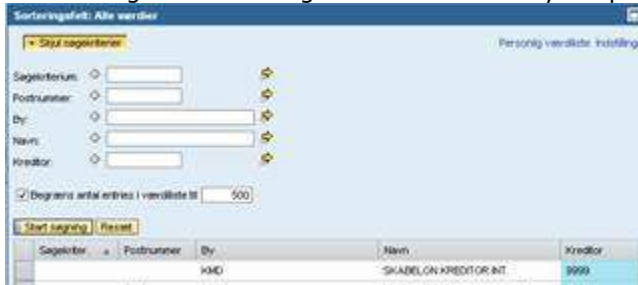 Sorteringsfelt: Alle værdier
Skjul søgekriterier
Personlig værdiliste Indstilling
Søgekriterium:
Postnummer:
By:
Navn:
Kreditor:
Begræns antal entries i værdiliste til 500
Start søgning Reset
Søgekriter. Postnummer By Navn Kreditor
KMD SKABELON KREDITOR INT. 9999